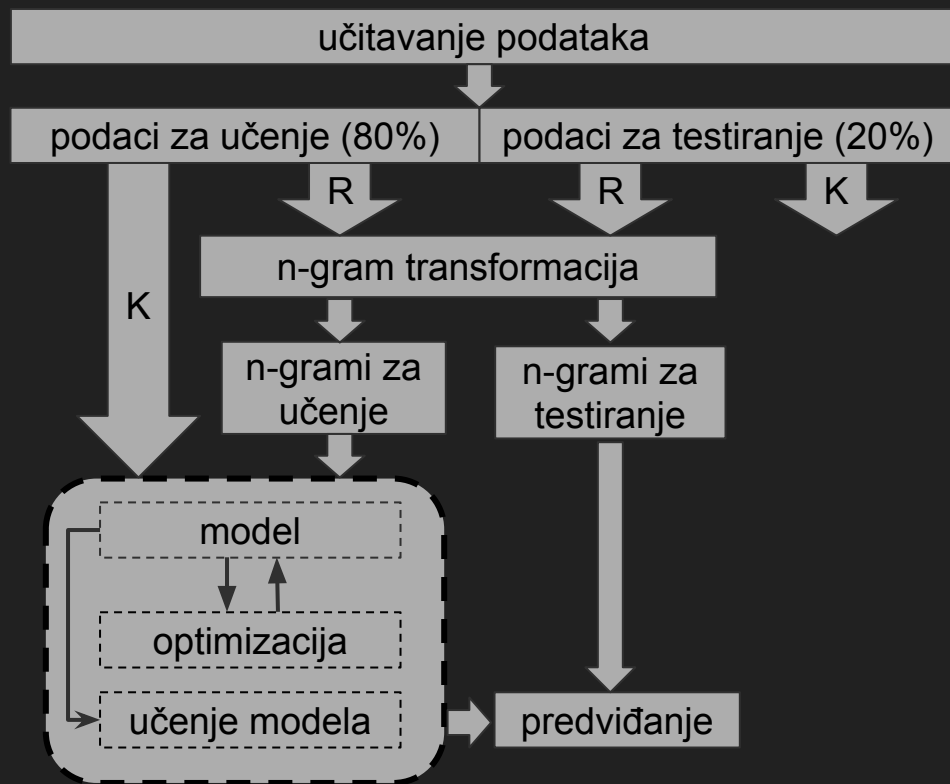 učitavanje podataka
podaci za učenje (80%)
podaci za testiranje (20%)
R
R
K
n-gram transformacija
K
n-grami za
učenje
n-grami za
testiranje
model
optimizacija
učenje modela
predviđanje